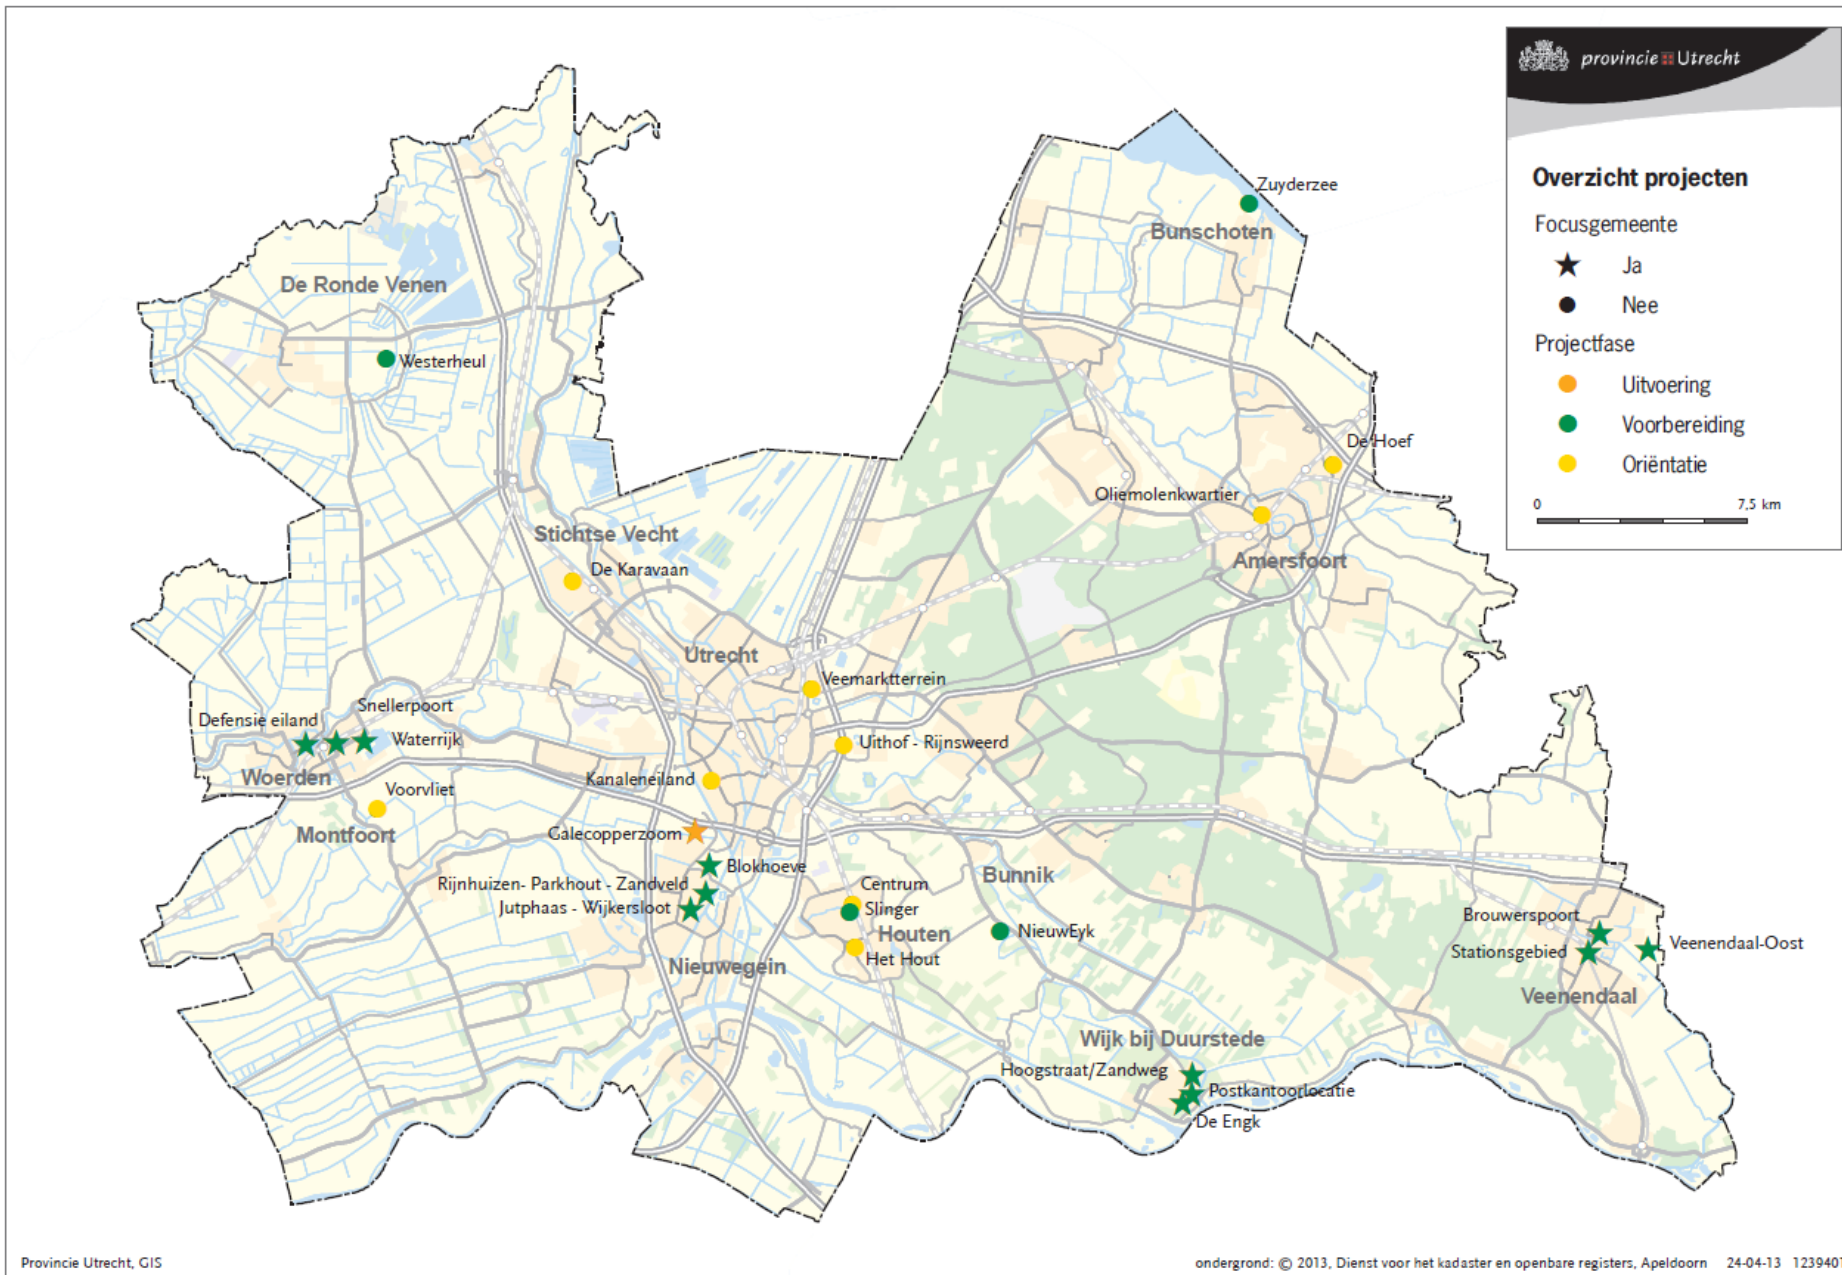 provincie Utrecht
Overzicht projecten
Focusgemeente
Ja
Nee
Projectfase
Uitvoering
Voorbereiding
Oriëntatie
0 7,5 km
Zuyderzee
Bunschoten
De Ronde Venen
Westerheul
De Hoef
Oliemolenkwartier
Amersfoort
Stichtse Vecht
De Karavaan
Utrecht
Veemarktterrein
Snellerpoort
Defensie eiland
Waterrijk
Uithof - Rijnsweerd
Woerden
Kanaleneiland
Voorvliet
Montfoort
Galecopperzoom
Blokhoeve
Bunnik
Rijnhuizen- Parkhout - Zandveld
Centrum
Jutphaas - Wijkersloot
Slinger
Brouwerspoort
Houten
NieuwEyk
Veenendaal-Oost
Stationsgebied
Het Hout
Nieuwegein
Veenendaal
Wijk bij Duurstede
Hoogstraat/Zandweg
Postkantoorlocatie
De Engk
Provincie Utrecht, GIS
ondergrond: © 2013, Dienst voor het kadaster en openbare registers, Apeldoorn 24-04-13 1239401